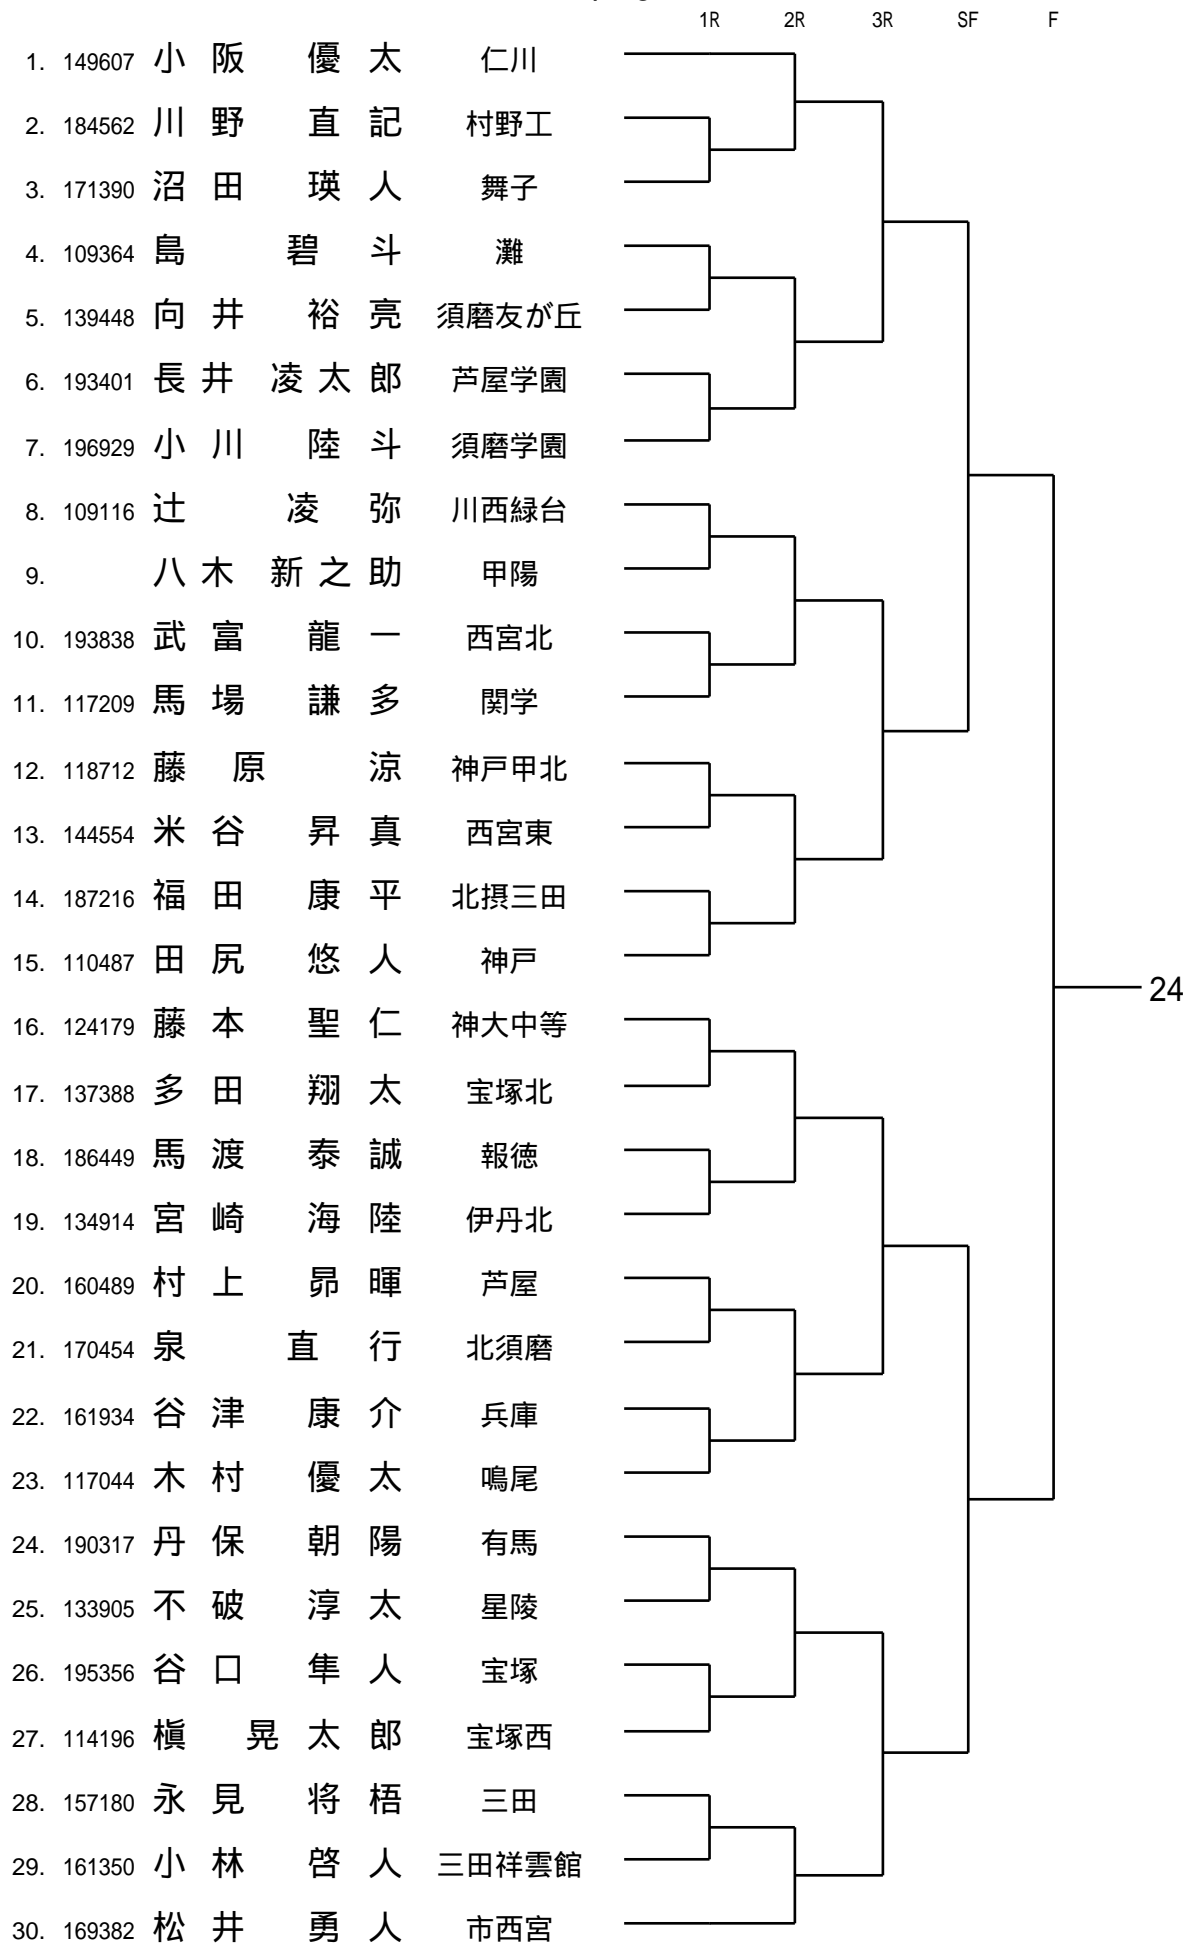 1R 2R 3R SF F
1. 149607 小阪 優太 仁川
2. 184562 川野 直記 村野工
3. 171390 沼田 瑛人 舞子
4. 109364 島 碧斗 灘
5. 139448 向井 裕亮 須磨友が丘
6. 193401 長井 凌太郎 芦屋学園
7. 196929 小川 陸斗 須磨学園
8. 109116 辻 凌弥 川西緑台
9. 八木 新之助 甲陽
10. 193838 武富 龍一 西宮北
11. 117209 馬場 謙多 関学
12. 118712 藤原 涼 神戸甲北
13. 144554 米谷 昇真 西宮東
14. 187216 福田 康平 北摂三田
15. 110487 田尻 悠人 神戸
24
16. 124179 藤本 聖仁 神大中等
17. 137388 多田 翔太 宝塚北
18. 186449 馬渡 泰誠 報徳
19. 134914 宮崎 海陸 伊丹北
20. 160489 村上 昴暉 芦屋
21. 170454 泉 直行 北須磨
22. 161934 谷津 康介 兵庫
23. 117044 木村 優太 鳴尾
24. 190317 丹保 朝陽 有馬
25. 133905 不破 淳太 星陵
26. 195356 谷口 隼人 宝塚
27. 114196 槇 晃太郎 宝塚西
28. 157180 永見 将梧 三田
29. 161350 小林 啓人 三田祥雲館
30. 169382 松井 勇人 市西宮